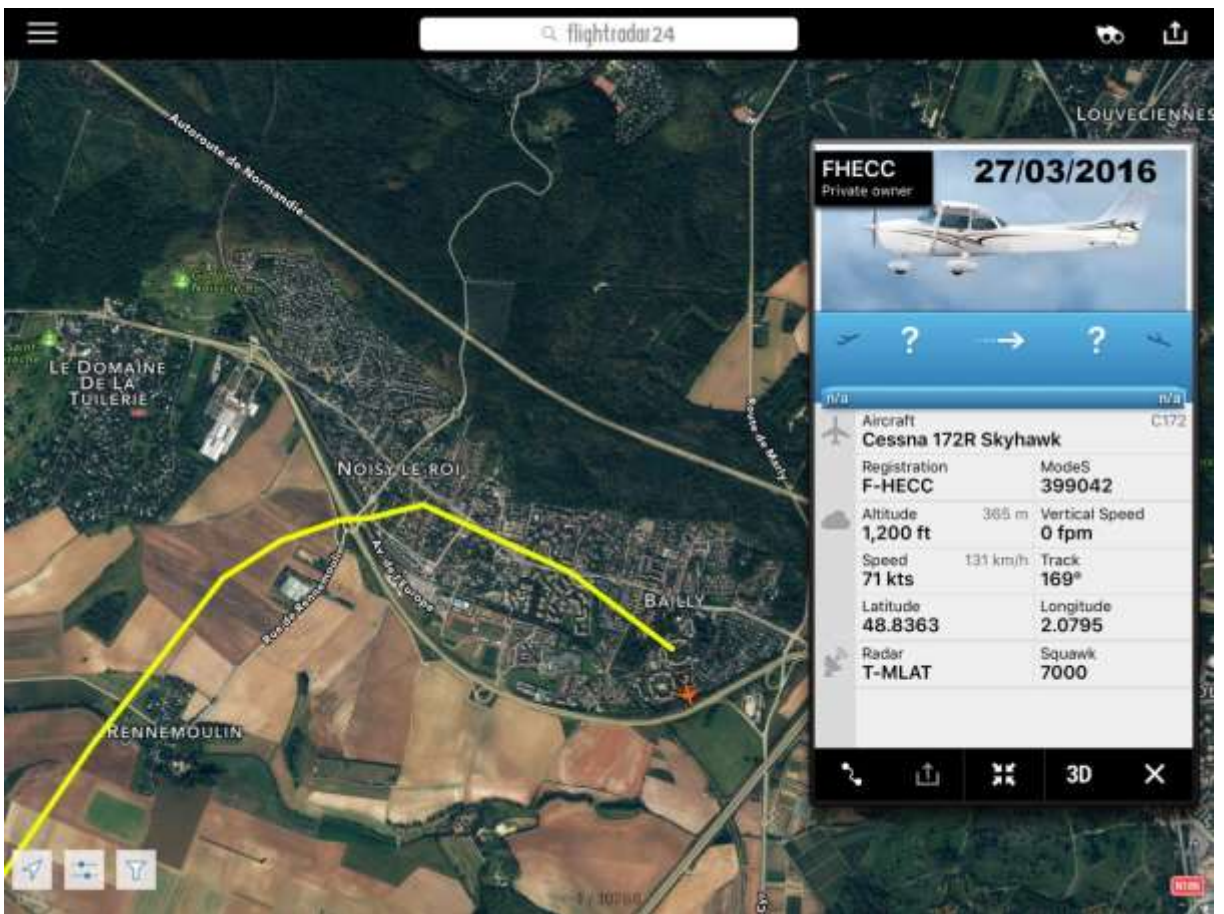 flightradar24
LOUVECIENNES
Autoroute de Normandie
LE DOMAINE
DE LA
TUILERIE
NOISY-LE-ROI
Route de Marly
Av. de l'Europe
Rue de Rennemoulin
BAILLY
RENNEMOULIN
FHECC
Private owner
27/03/2016
? ?
n/a n/a
Aircraft C172
Cessna 172R Skyhawk
Registration ModeS
F-HECC 399042
Altitude 365 m Vertical Speed
1,200 ft 0 fpm
Speed 131 km/h Track
71 kts 169°
Latitude Longitude
48.8363 2.0795
Radar Squawk
T-MLAT 7000
3D